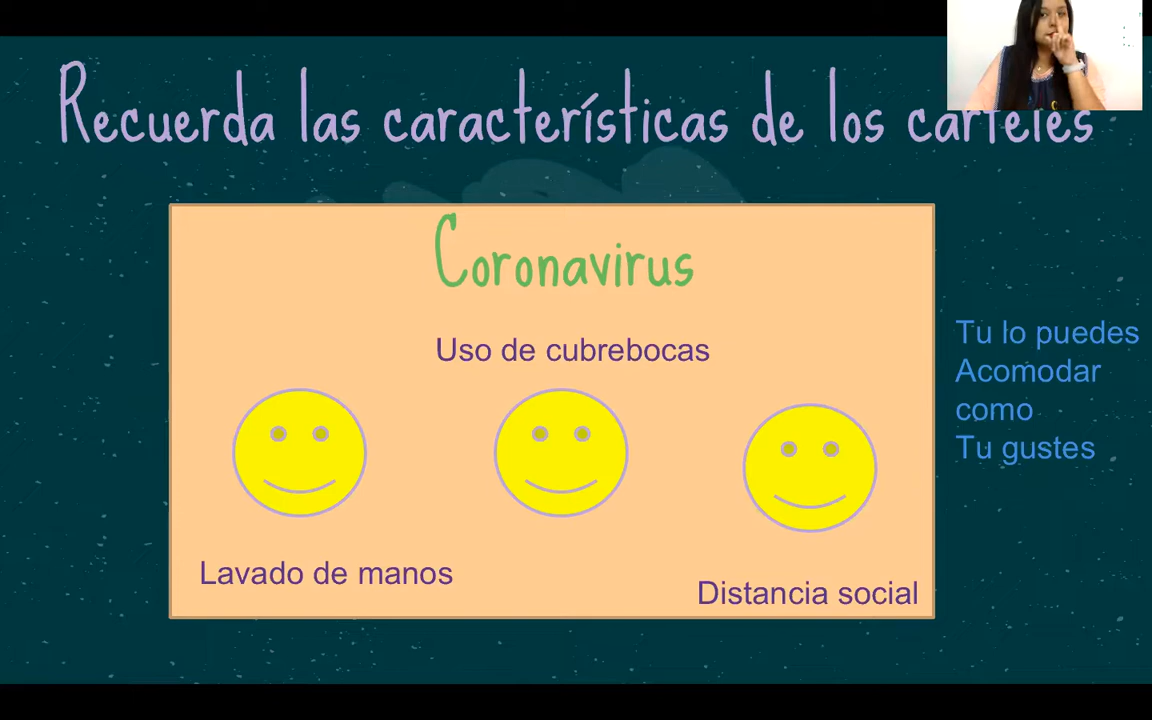 Recuerda las características de los carteles
Coronavirus
Uso de cubrebocas
Lavado de manos
Distancia social
Tu lo puedes
Acomodar
como
Tu gustes